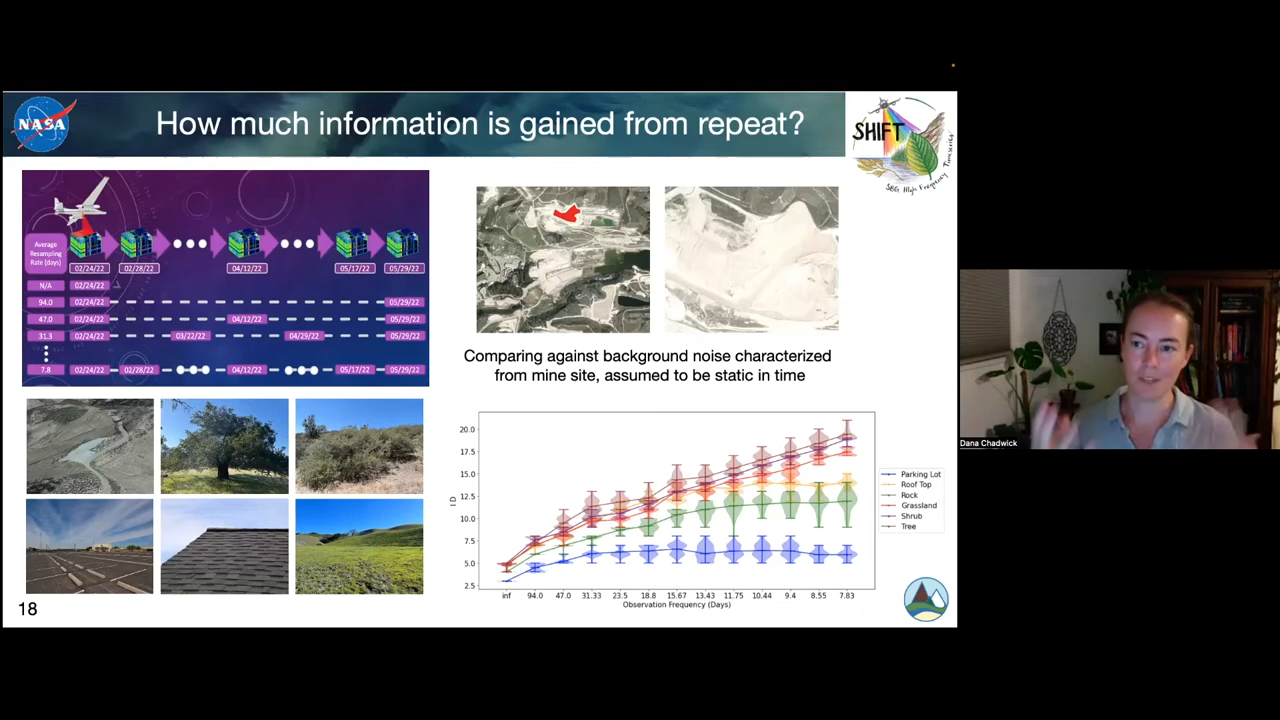 NASA
How much information is gained from repeat?
SHIFT
SBG High Frequency Timeseries
Average
Resampling
Rate (days)
02/24/22
02/28/22
04/12/22
05/17/22
05/29/22
N/A
02/24/22
94.0
02/24/22
05/29/22
47.0
02/24/22
04/12/22
05/29/22
31.3
02/24/22
03/22/22
04/29/22
05/29/22
7.8
02/24/22
02/28/22
04/12/22
05/17/22
05/29/22
Comparing against background noise characterized
from mine site, assumed to be static in time
20.0
17.5
15.0
12.5
10.0
7.5
5.0
2.5
ID
inf
94.0
47.0
31.33
23.5
18.8
15.67
13.43
11.75
10.44
9.4
8.55
7.83
Observation Frequency (Days)
Parking Lot
Roof Top
Rock
Grassland
Shrub
Tree
18
Dana Chadwick